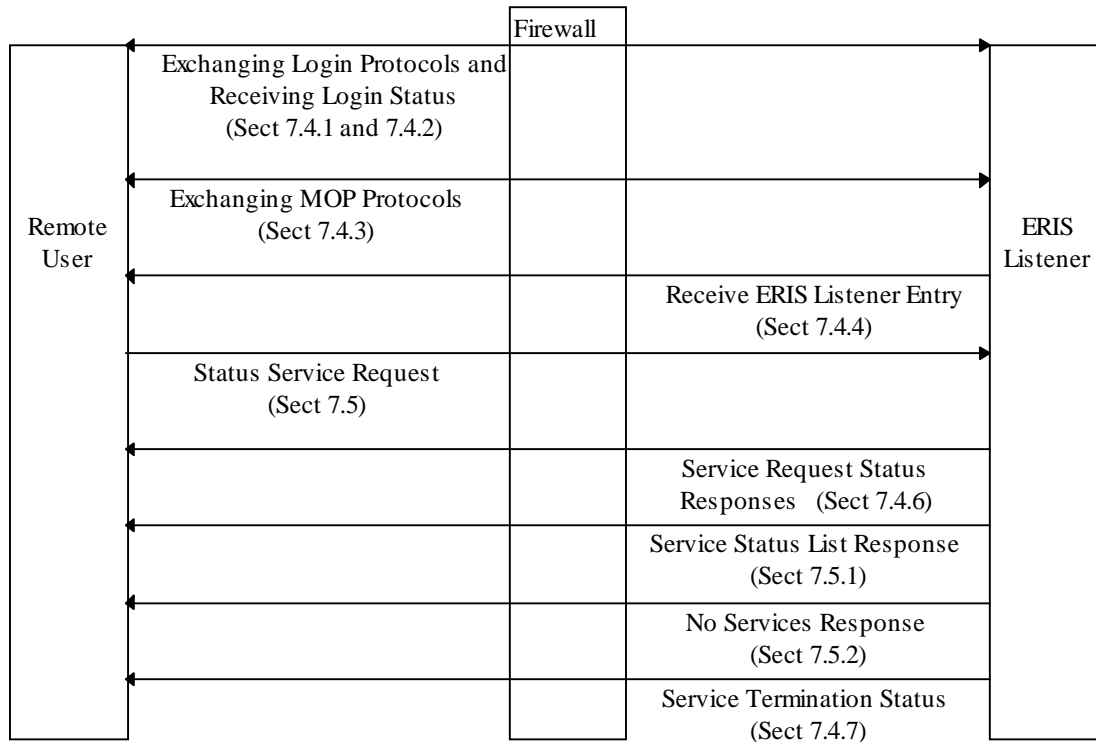 Firewall
Exchanging Login Protocols and
Receiving Login Status
(Sect 7.4.1 and 7.4.2)
Exchanging MOP Protocols
(Sect 7.4.3)
Remote
User
ERIS
Listener
Receive ERIS Listener Entry
(Sect 7.4.4)
Status Service Request
(Sect 7.5)
Service Request Status
Responses (Sect 7.4.6)
Service Status List Response
(Sect 7.5.1)
No Services Response
(Sect 7.5.2)
Service Termination Status
(Sect 7.4.7)